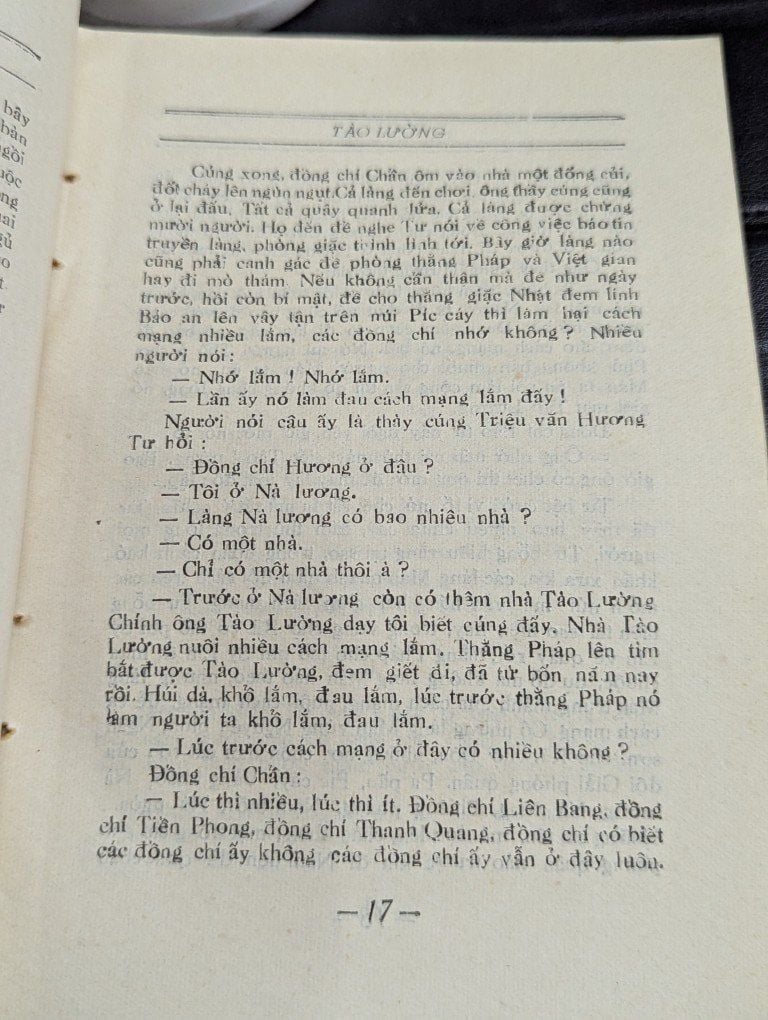 TÀO LƯỜNG
Cúng xong, đồng chí Chấn ôm vào nhà một đống củi,
đốt cháy lên ngùn ngụt. Cả làng đến chơi, ông thầy cúng cũng
ở lại đấu. Tất cả quây quanh lửa. Cả làng được chừng
mười người. Họ đến để nghe Tư nói về công việc báo tin
truyền làng, phòng giặc trinh linh tới. Bây giờ làng nào
cũng phải canh gác để phòng thằng Pháp và Việt gian
hay đi mò thám. Nếu không cẩn thân mà để như ngày
trước, hồi còn bí mật, để cho thằng giặc Nhật đem lính
Bảo an lên vây tận trên núi Pic cáy thì làm hại cách
mạng nhiều lắm, các đồng chí nhớ không ? Nhiều
người nói :
— Nhớ lắm ! Nhớ lắm.
— Lần ấy nó làm đau cách mạng lắm đấy !
Người nói câu ấy là thày cúng Triệu văn Hương
Tư hỏi :
— Đồng chí Hương ở đâu ?
— Tôi ở Nà lương.
— Làng Nà lương có bao nhiêu nhà ?
— Có một nhà.
— Chỉ có một nhà thôi à ?
— Trước ở Nà lương còn có thêm nhà Tào Lường
Chính ông Tào Lường dạy tôi biết cúng đấy. Nhà Tào
Lường nuôi nhiều cách mạng lắm. Thằng Pháp lên tìm
bắt được Tào Lường, đem giết đi, đã từ bốn năm nay
rồi. Húi dà, khổ lắm, đau lắm, lúc trước thằng Pháp nó
làm người ta khổ lắm, đau lắm.
— Lúc trước cách mạng ở đây có nhiều không ?
Đồng chí Chấn :
— Lúc thì nhiều, lúc thì ít. Đồng chí Liên Bang, đồng
chí Tiền Phong, đồng chí Thanh Quang, đồng chí có biết
các đồng chí ấy không các đồng chí ấy vẫn ở đây luôn.
— 17 —